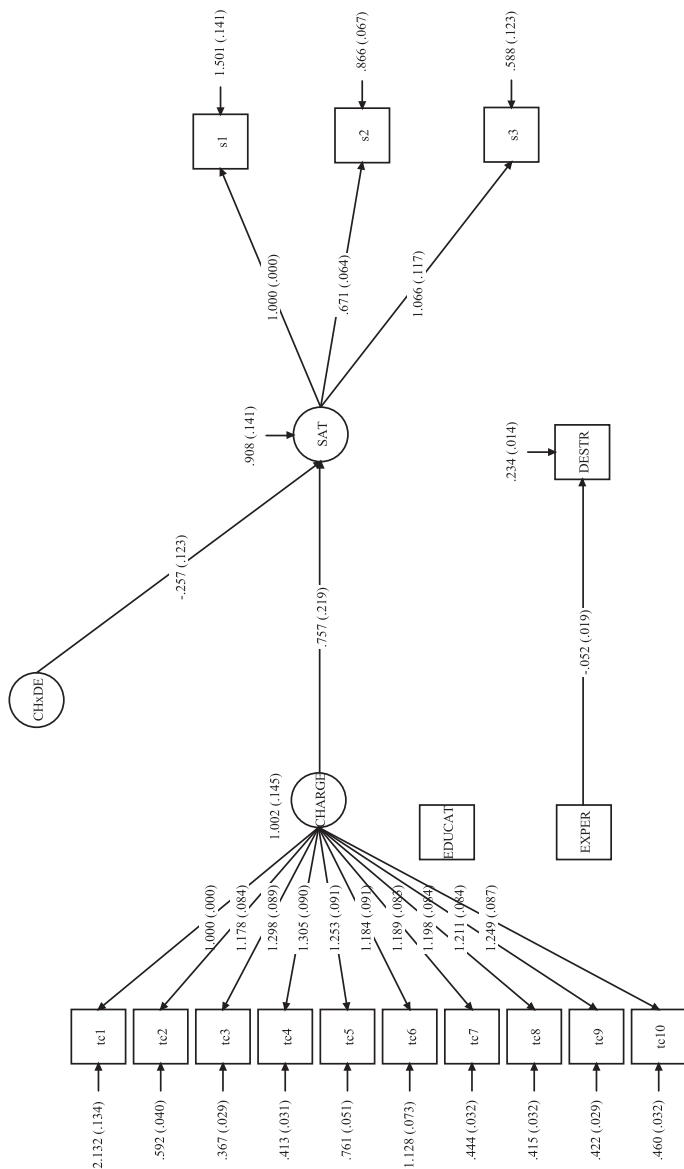 CHxDE
-.257 (.123)
1.002 (.145)
CHARGE
.757 (.219)
.908 (.141)
SAT
1.000 (.000)
.671 (.064)
1.066 (.117)
s1
1.501 (.141)
s2
.866 (.067)
s3
.588 (.123)
EDUCAT
EXPER
-.052 (.019)
DESTR
.234 (.014)
1.000 (.000)
1.178 (.084)
1.298 (.089)
1.305 (.090)
1.253 (.091)
1.184 (.091)
1.189 (.083)
1.198 (.084)
1.211 (.084)
1.249 (.087)
tc1
tc2
tc3
tc4
tc5
tc6
tc7
tc8
tc9
tc10
2.132 (.134)
.592 (.040)
.367 (.029)
.413 (.031)
.761 (.051)
1.128 (.073)
.444 (.032)
.415 (.032)
.422 (.029)
.460 (.032)